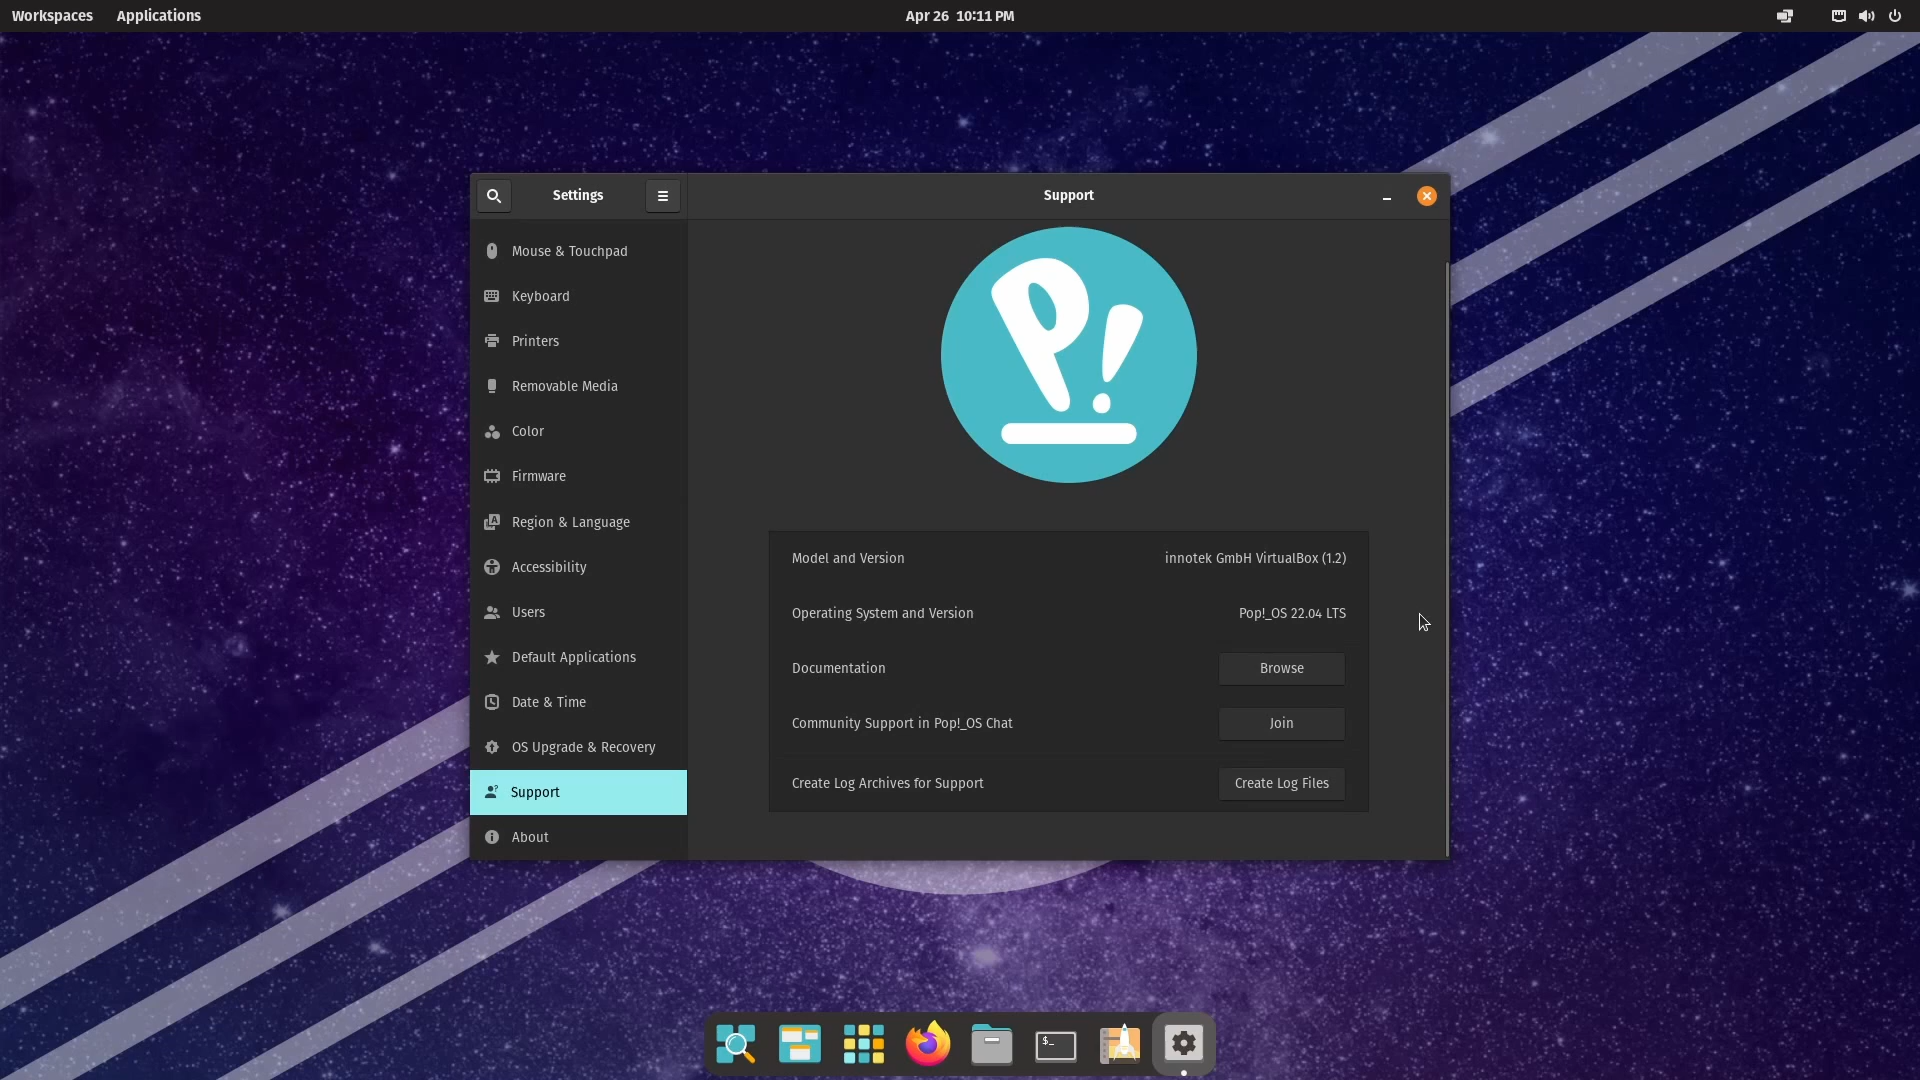 Workspaces Applications Apr 26 10:11 PM
Settings
Support
Mouse & Touchpad
Keyboard
Printers
Removable Media
Color
Firmware
Region & Language
Accessibility
Users
Default Applications
Date & Time
OS Upgrade & Recovery
Support
About
P!
Model and Version innotek GmbH VirtualBox (1.2)
Operating System and Version Pop!_OS 22.04 LTS
Documentation Browse
Community Support in Pop!_OS Chat Join
Create Log Archives for Support Create Log Files
$_